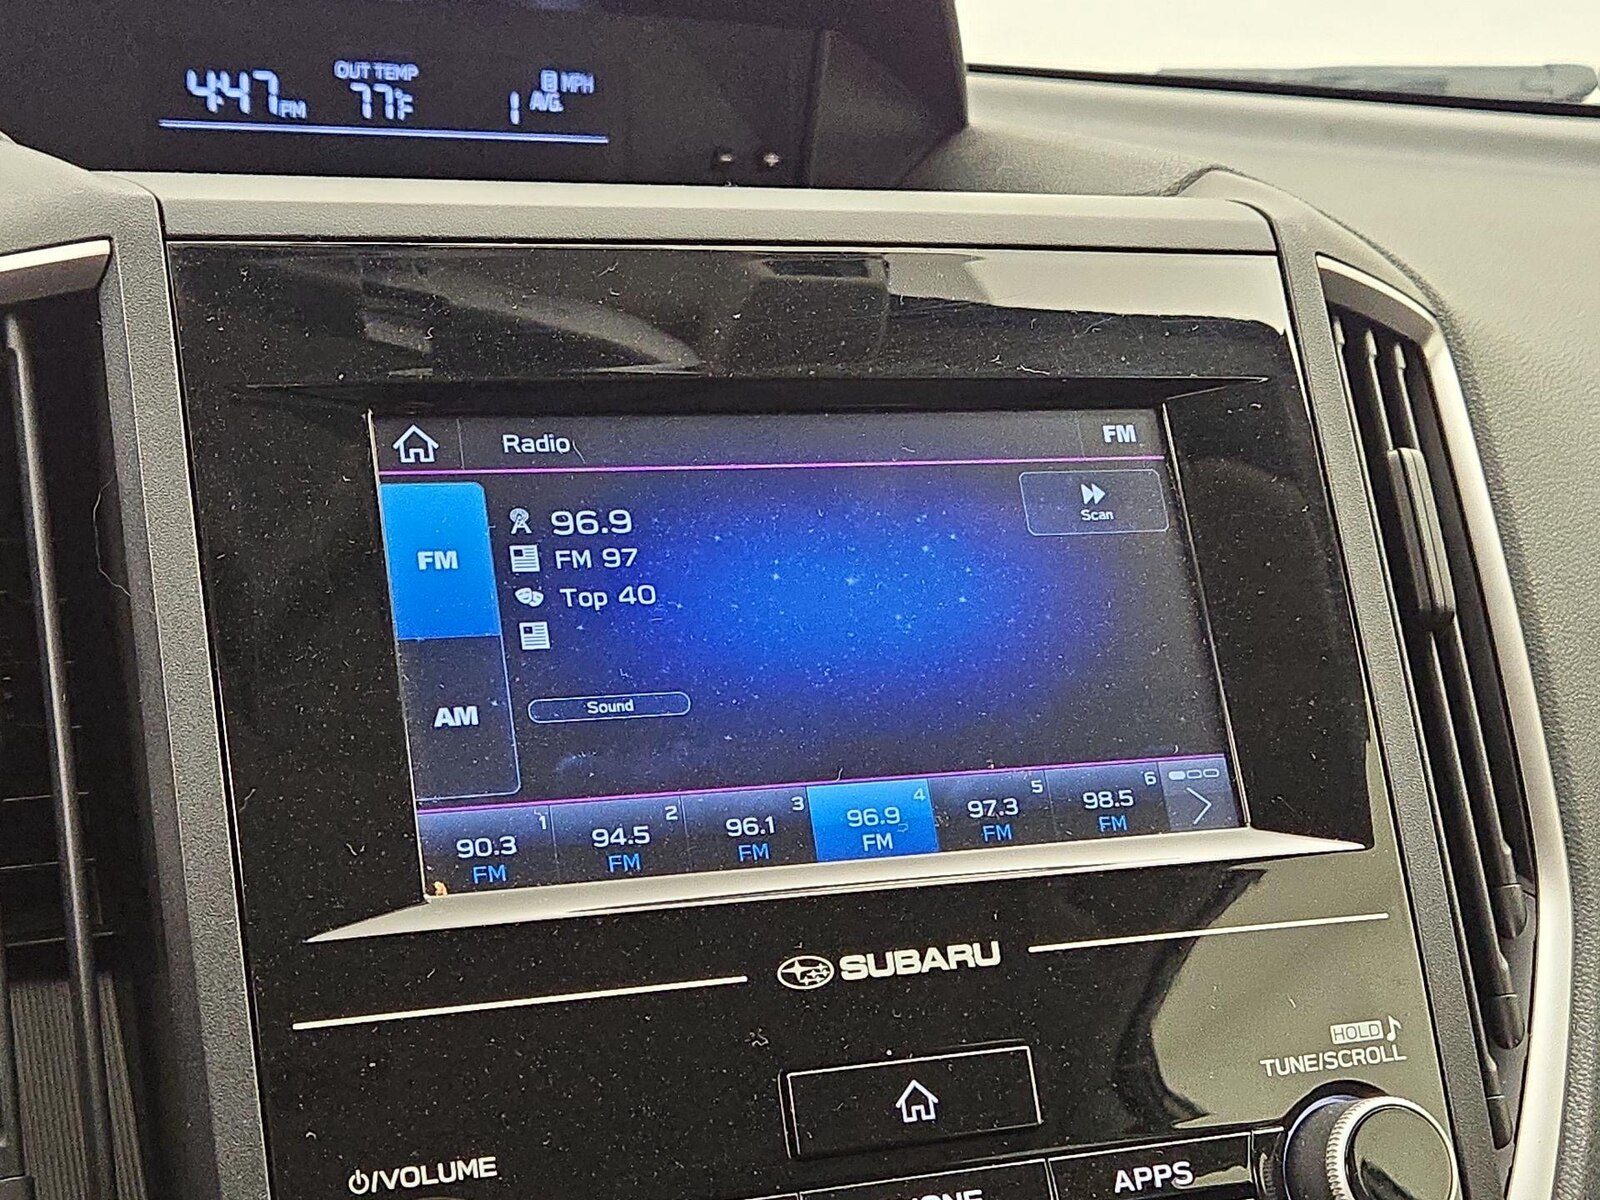 4:47PM
OUT TEMP
77°F
1
B MPH
AVG
- +
Radio
FM
FM
AM
96.9
FM 97
Top 40
Scan
Sound
90.3 1
FM
94.5 2
FM
96.1 3
FM
96.9 4
FM
97.3 5
FM
98.5 6
FM
SUBARU
HOLD
TUNE/SCROLL
/VOLUME
APPS